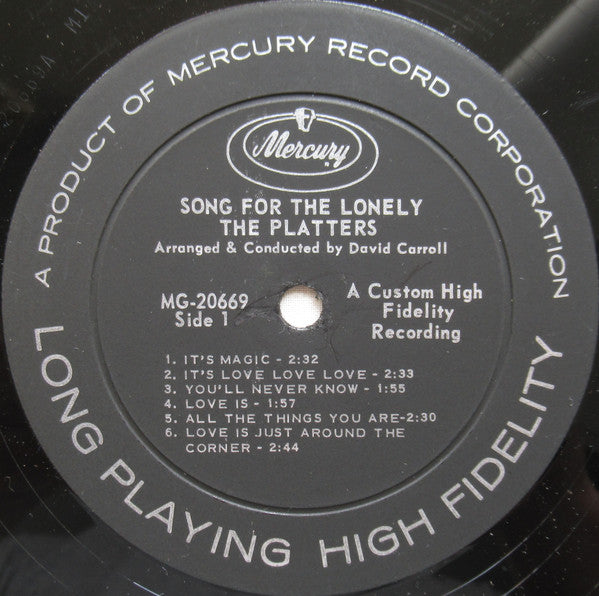 A PRODUCT OF MERCURY RECORD CORPORATION
Mercury
SONG FOR THE LONELY
THE PLATTERS
Arranged & Conducted by David Carroll
MG-20669
Side 1
A Custom High
Fidelity
Recording
1. IT'S MAGIC - 2:32
2. IT'S LOVE LOVE LOVE - 2:33
3. YOU'LL NEVER KNOW - 1:55
4. LOVE IS - 1:57
5. ALL THE THINGS YOU ARE-2:30
6. LOVE IS JUST AROUND THE
CORNER - 2:44
LONG PLAYING HIGH FIDELITY